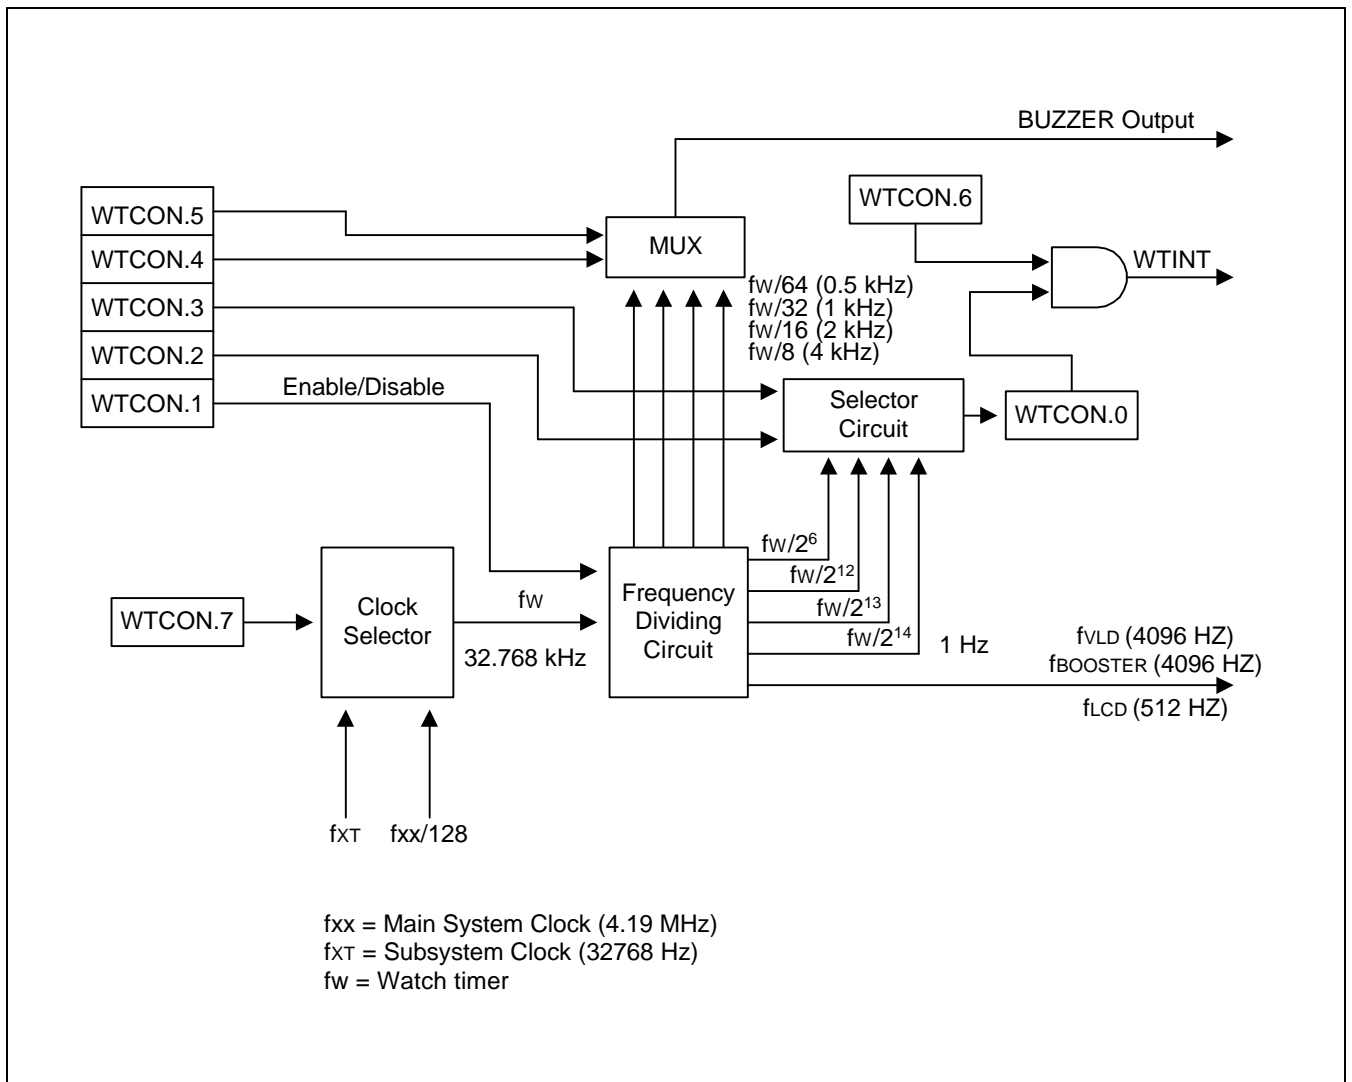 BUZZER Output
WTCON.6
WTCON.5
WTCON.4
WTCON.3
WTCON.2
WTCON.1
MUX
WTINT
fW/64 (0.5 kHz)
fW/32 (1 kHz)
fW/16 (2 kHz)
fW/8 (4 kHz)
Enable/Disable
Selector
Circuit
WTCON.0
fW/2⁶
fW/2¹²
fW/2¹³
fW/2¹⁴
1 Hz
WTCON.7
Clock
Selector
fW
32.768 kHz
Frequency
Dividing
Circuit
fVLD (4096 HZ)
fBOOSTER (4096 HZ)
fLCD (512 HZ)
fXT
fxx/128
fxx = Main System Clock (4.19 MHz)
fXT = Subsystem Clock (32768 Hz)
fw = Watch timer